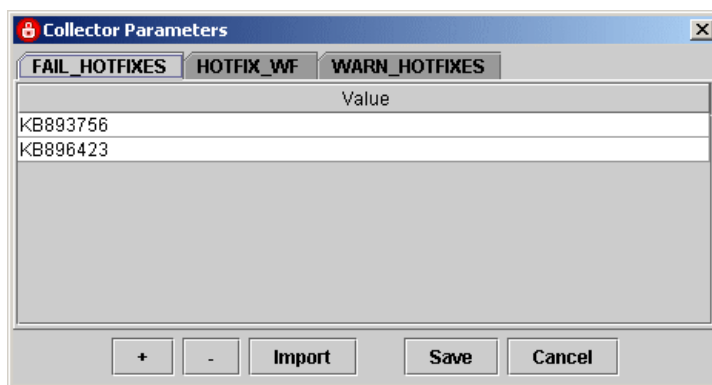 Collector Parameters
FAIL_HOTFIXES HOTFIX_WF WARN_HOTFIXES
Value
KB893756
KB896423
+ - Import Save Cancel